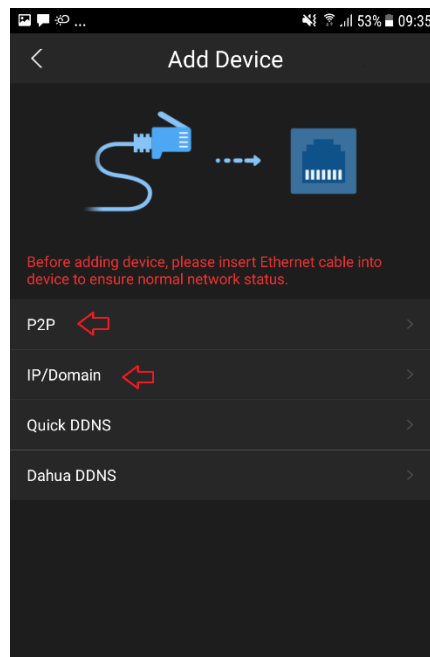 ... 53% 09:35
Add Device
Before adding device, please insert Ethernet cable into
device to ensure normal network status.
P2P
IP/Domain
Quick DDNS
Dahua DDNS